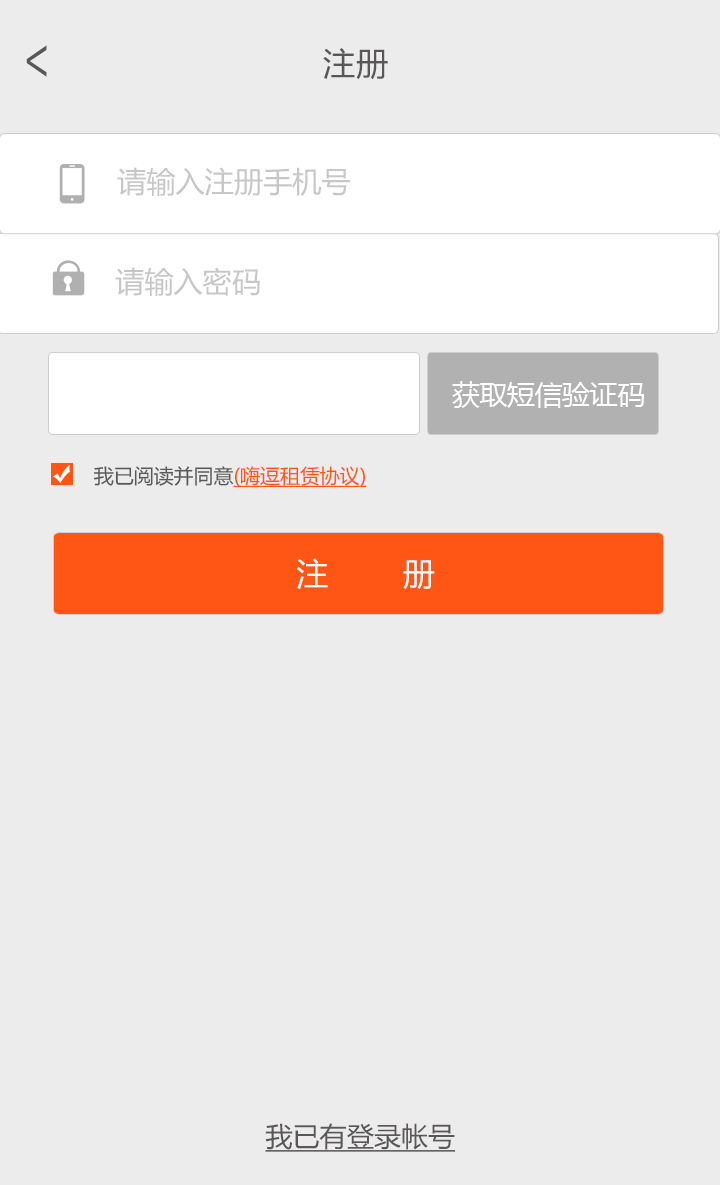 注册
请输入注册手机号
请输入密码
获取短信验证码
我已阅读并同意(嗨逗租赁协议)
注 册
我已有登录帐号